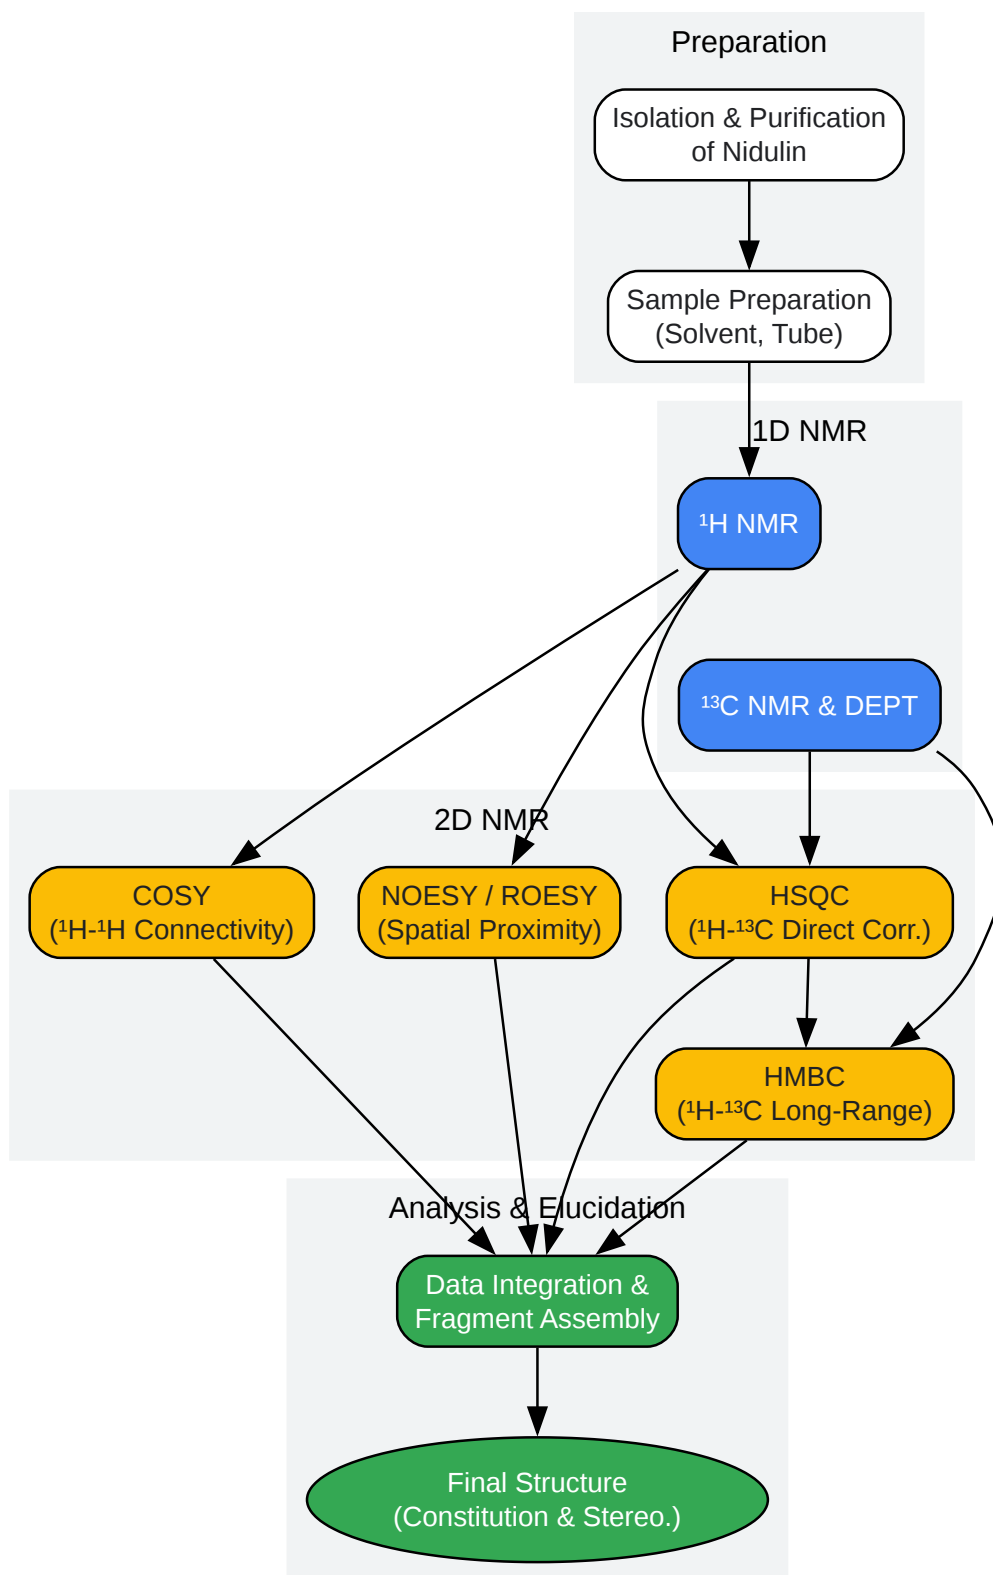 Preparation
Isolation & Purification
of Nidulin
Sample Preparation
(Solvent, Tube)
1D NMR
¹H NMR
¹³C NMR & DEPT
2D NMR
COSY
(¹H-¹H Connectivity)
NOESY / ROESY
(Spatial Proximity)
HSQC
(¹H-¹³C Direct Corr.)
HMBC
(¹H-¹³C Long-Range)
Analysis & Elucidation
Data Integration &
Fragment Assembly
Final Structure
(Constitution & Stereo.)